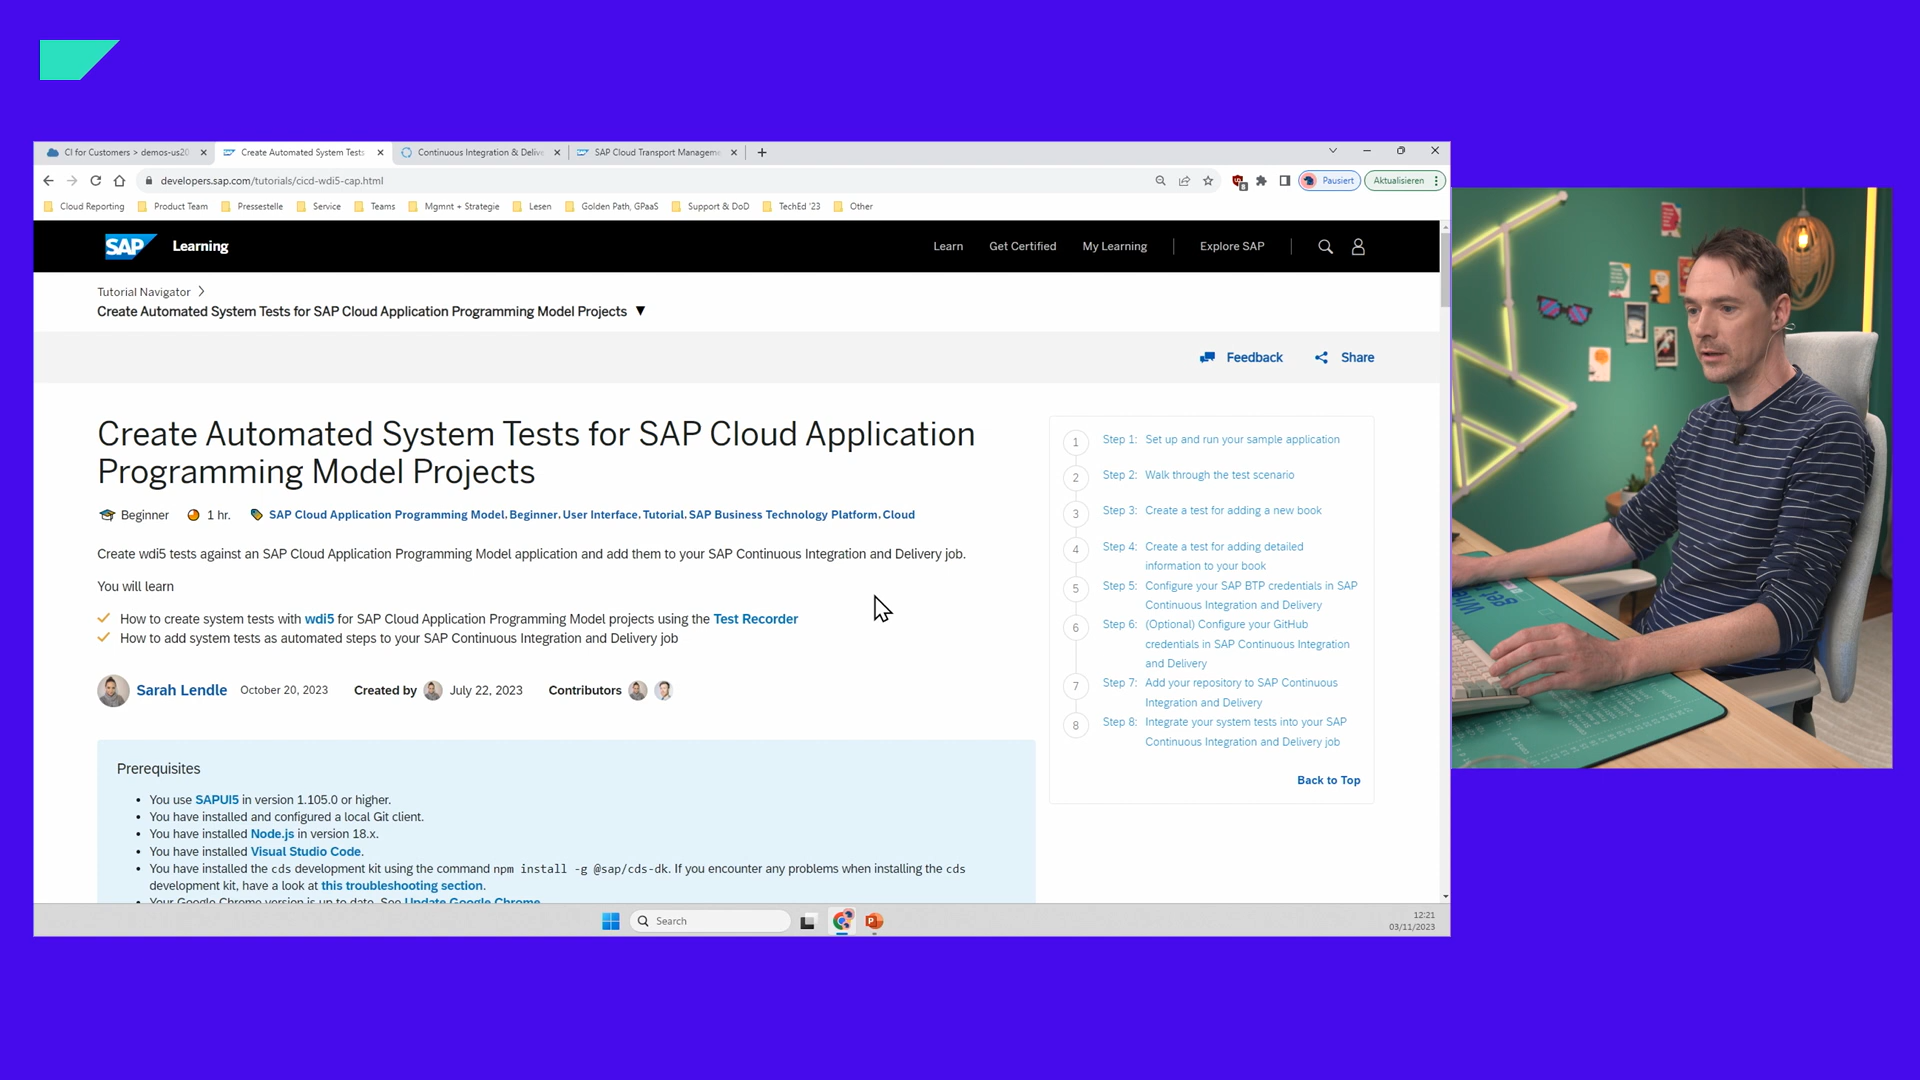 CI for Customers > demos-us20
Create Automated System Tests
Continuous Integration & Delive
SAP Cloud Transport Manageme
developers.sap.com/tutorials/cicd-wdi5-cap.html
Pausiert
Aktualisieren
Cloud Reporting
Product Team
Pressestelle
Service
Teams
Mgmnt + Strategie
Lesen
Golden Path, GPaaS
Support & DoD
TechEd '23
Other
SAP Learning
Learn
Get Certified
My Learning
Explore SAP
Tutorial Navigator
Create Automated System Tests for SAP Cloud Application Programming Model Projects
Feedback
Share
Create Automated System Tests for SAP Cloud Application
Programming Model Projects
Beginner
1 hr.
SAP Cloud Application Programming Model. Beginner. User Interface. Tutorial. SAP Business Technology Platform. Cloud
Create wdi5 tests against an SAP Cloud Application Programming Model application and add them to your SAP Continuous Integration and Delivery job.
You will learn
How to create system tests with wdi5 for SAP Cloud Application Programming Model projects using the Test Recorder
How to add system tests as automated steps to your SAP Continuous Integration and Delivery job
Sarah Lendle October 20, 2023 Created by July 22, 2023 Contributors
Prerequisites
• You use SAPUI5 in version 1.105.0 or higher.
• You have installed and configured a local Git client.
• You have installed Node.js in version 18.x.
• You have installed Visual Studio Code.
• You have installed the cds development kit using the command npm install -g @sap/cds-dk. If you encounter any problems when installing the cds
development kit, have a look at this troubleshooting section.
• Your Google Chrome version is up to date. See Update Google Chrome
1 Step 1: Set up and run your sample application
2 Step 2: Walk through the test scenario
3 Step 3: Create a test for adding a new book
4 Step 4: Create a test for adding detailed
information to your book
5 Step 5: Configure your SAP BTP credentials in SAP
Continuous Integration and Delivery
6 Step 6: (Optional) Configure your GitHub
credentials in SAP Continuous Integration
and Delivery
7 Step 7: Add your repository to SAP Continuous
Integration and Delivery
8 Step 8: Integrate your system tests into your SAP
Continuous Integration and Delivery job
Back to Top
Search
12:21
03/11/2023